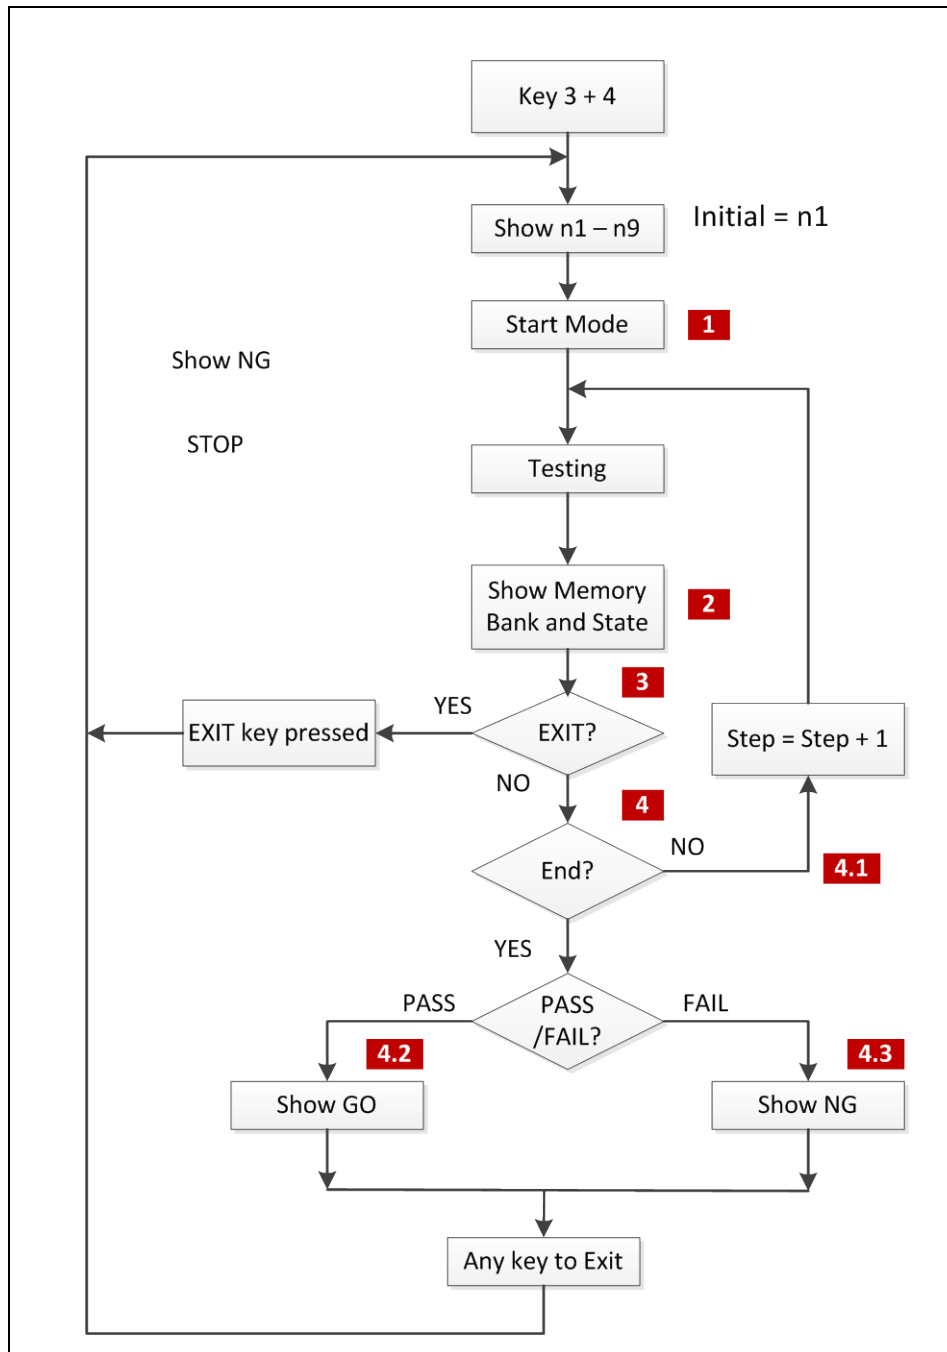 Key 3 + 4
Show n1 – n9
Initial = n1
Start Mode
1
Show NG
STOP
Testing
Show Memory
Bank and State
2
3
YES
EXIT key pressed
EXIT?
Step = Step + 1
NO
4
End?
NO
4.1
YES
PASS
PASS
/FAIL?
FAIL
4.2
4.3
Show GO
Show NG
Any key to Exit